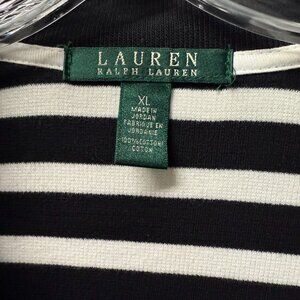 LAUREN
RALPH LAUREN
XL
MADE IN
JORDAN
FABRIQUE EN
JORDANIE
100% COTTON/
COTON